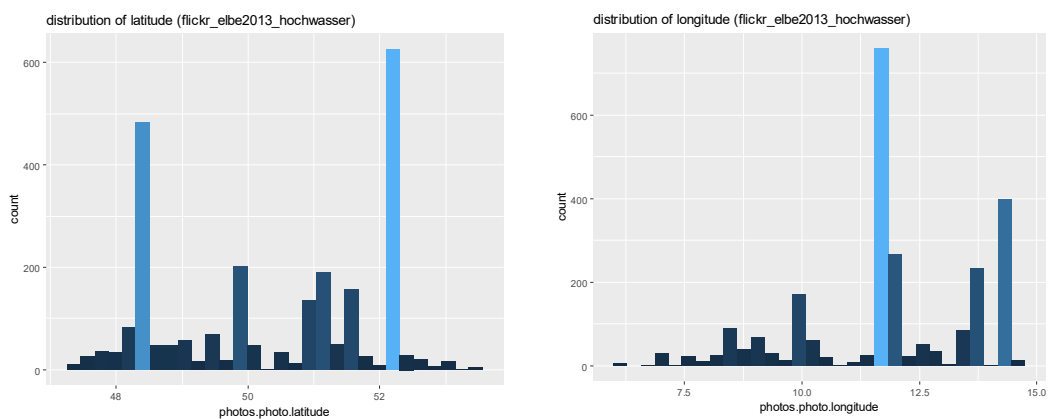 distribution of latitude (flickr_elbe2013_hochwasser)
600
400
200
0
count
48
50
52
photos.photo.latitude
distribution of longitude (flickr_elbe2013_hochwasser)
600
400
200
0
count
7.5
10.0
12.5
15.0
photos.photo.longitude